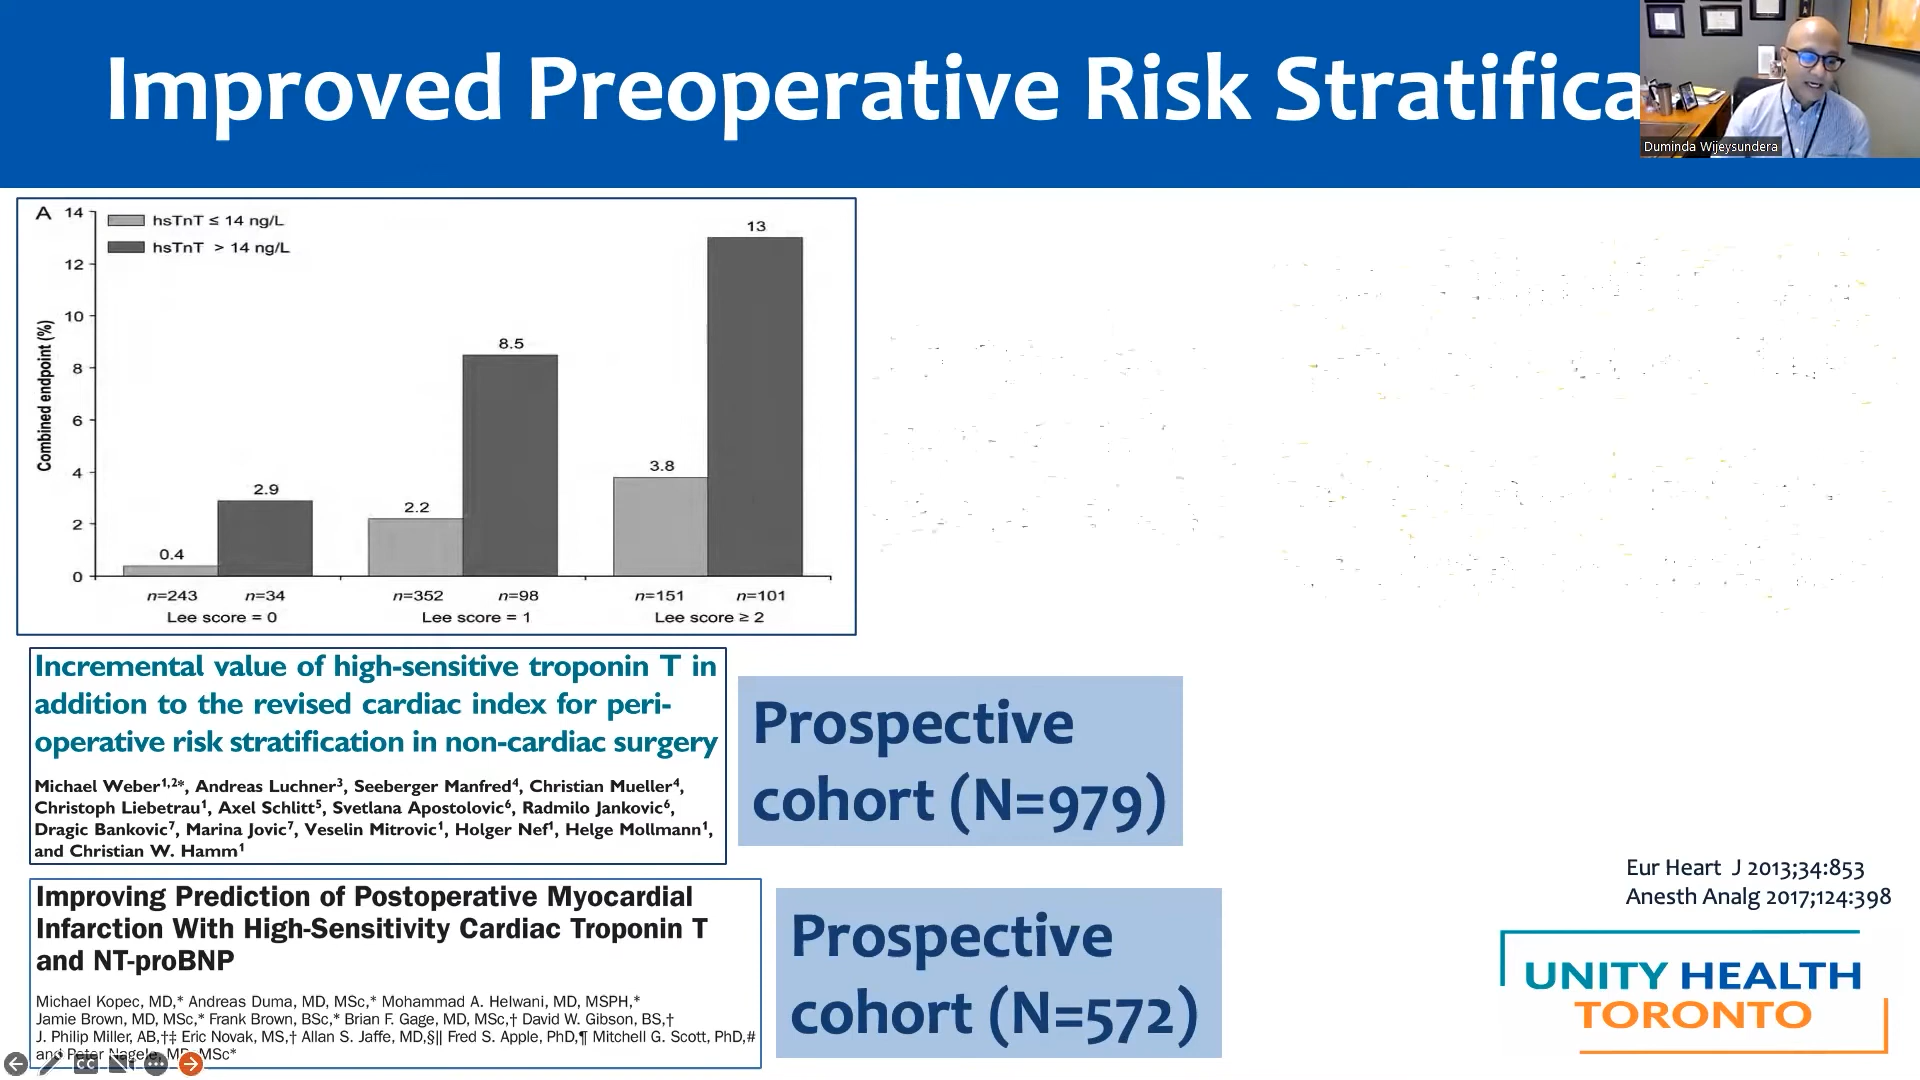 Improved Preoperative Risk Stratifica
Duminda Wijeysundera
A
14
12
10
8
6
4
2
0
Combined endpoint (%)
hsTnT ≤ 14 ng/L
hsTnT > 14 ng/L
0.4
2.9
2.2
8.5
3.8
13
n=243 n=34 n=352 n=98 n=151 n=101
Lee score = 0 Lee score = 1 Lee score ≥ 2
Incremental value of high-sensitive troponin T in
addition to the revised cardiac index for peri-
operative risk stratification in non-cardiac surgery
Michael Weber1,2*, Andreas Luchner3, Seeberger Manfred4, Christian Mueller4,
Christoph Liebetrau1, Axel Schlitt5, Svetlana Apostolovic6, Radmilo Jankovic6,
Dragic Bankovic7, Marina Jovic7, Veselin Mitrovic1, Holger Nef1, Helge Mollmann1,
and Christian W. Hamm1
Prospective
cohort (N=979)
Improving Prediction of Postoperative Myocardial
Infarction With High-Sensitivity Cardiac Troponin T
and NT-proBNP
Michael Kopec, MD,* Andreas Duma, MD, MSc,* Mohammad A. Helwani, MD, MSPH,*
Jamie Brown, MD, MSc,* Frank Brown, BSc,* Brian F. Gage, MD, MSc,† David W. Gibson, BS,†
J. Philip Miller, AB,†‡ Eric Novak, MS,† Allan S. Jaffe, MD,§|| Fred S. Apple, PhD,¶ Mitchell G. Scott, PhD,#
and Peter Nagele, MD, MSc*
Prospective
cohort (N=572)
Eur Heart J 2013;34:853
Anesth Analg 2017;124:398
UNITY HEALTH
TORONTO
CC